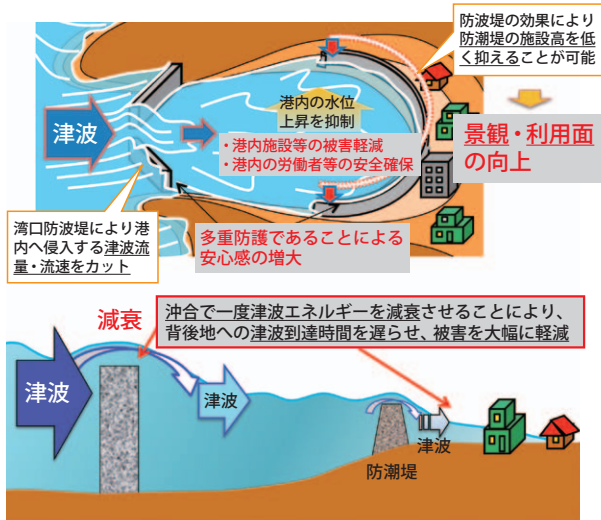 防波堤の効果により
防潮堤の施設高を低
く抑えることが可能
津波
港内の水位
上昇を抑制
・港内施設等の被害軽減
・港内の労働者等の安全確保
景観・利用面
の向上
湾口防波堤により港
内へ侵入する津波流
量・流速をカット
多重防護であることによる
安心感の増大
減衰
沖合で一度津波エネルギーを減衰させることにより、
背後地への津波到達時間を遅らせ、被害を大幅に軽減
津波
津波
津波
防潮堤